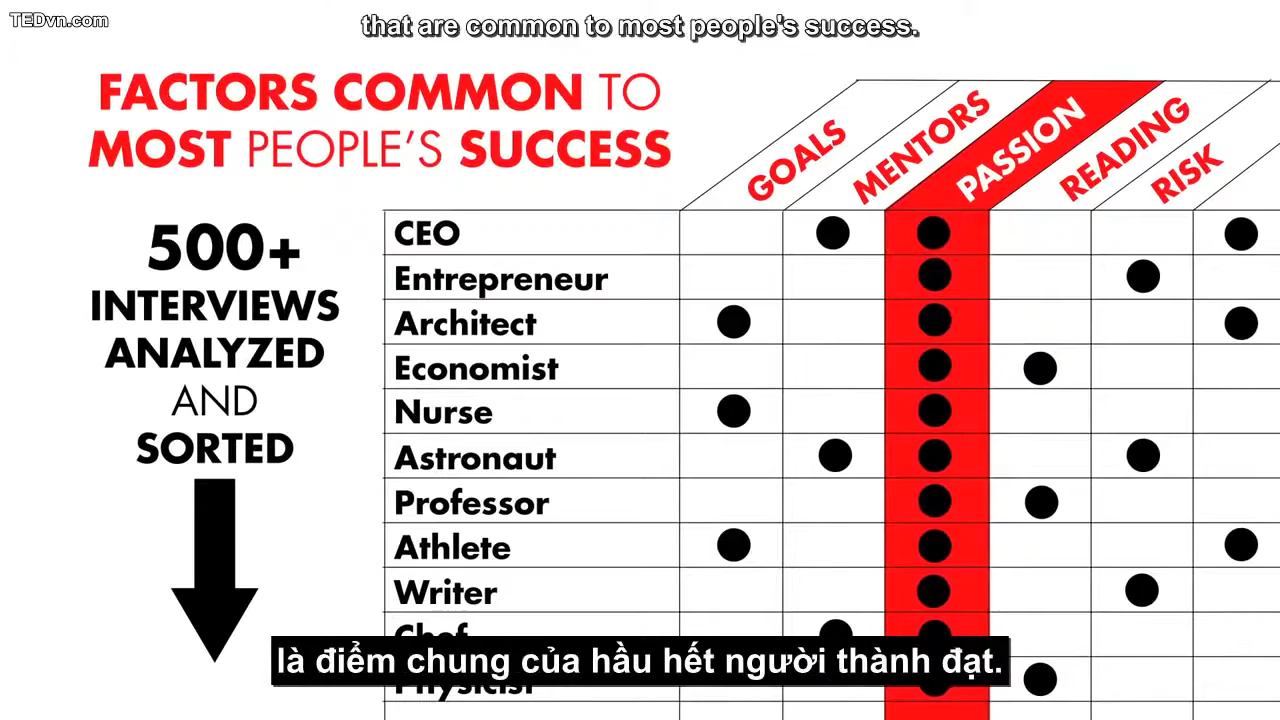 TEDvn.com
that are common to most people's success.
FACTORS COMMON TO
MOST PEOPLE'S SUCCESS
500+
INTERVIEWS
ANALYZED
AND
SORTED
GOALS
MENTORS
PASSION
READING
RISK
CEO
Entrepreneur
Architect
Economist
Nurse
Astronaut
Professor
Athlete
Writer
Chef
Physicist
là điểm chung của hầu hết người thành đạt.